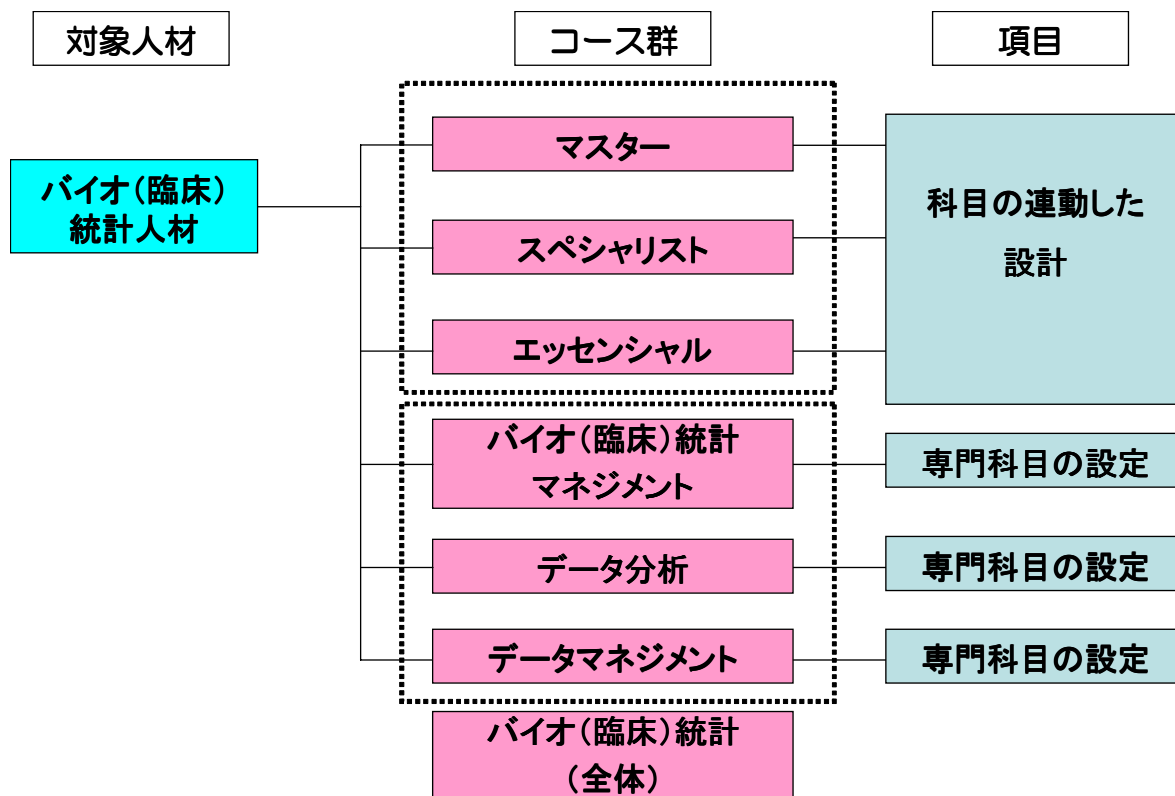 対象人材
コース群
項目
バイオ（臨床）
統計人材
マスター
スペシャリスト
エッセンシャル
科目の連動した
設計
バイオ（臨床）統計
マネジメント
専門科目の設定
データ分析
専門科目の設定
データマネジメント
専門科目の設定
バイオ（臨床）統計
（全体）